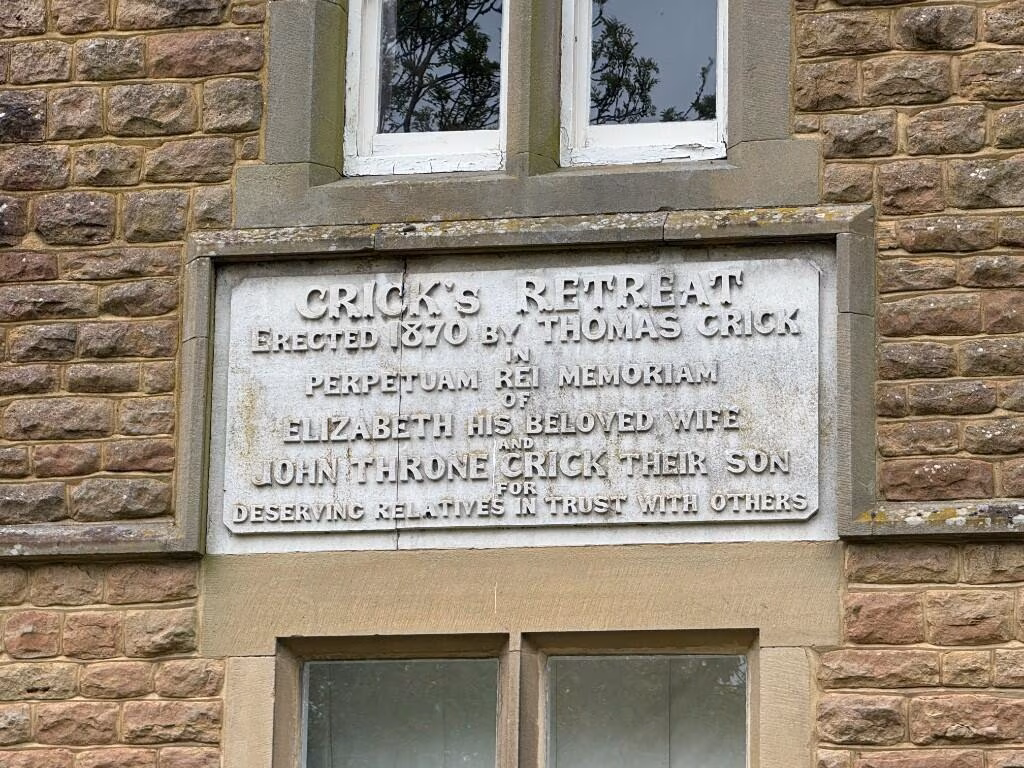 CRICK'S RETREAT
ERECTED 1870 BY THOMAS CRICK
IN
PERPETUAM REI MEMORIAM
OF
ELIZABETH HIS BELOVED WIFE
AND
JOHN THRONE CRICK THEIR SON
FOR
DESERVING RELATIVES IN TRUST WITH OTHERS